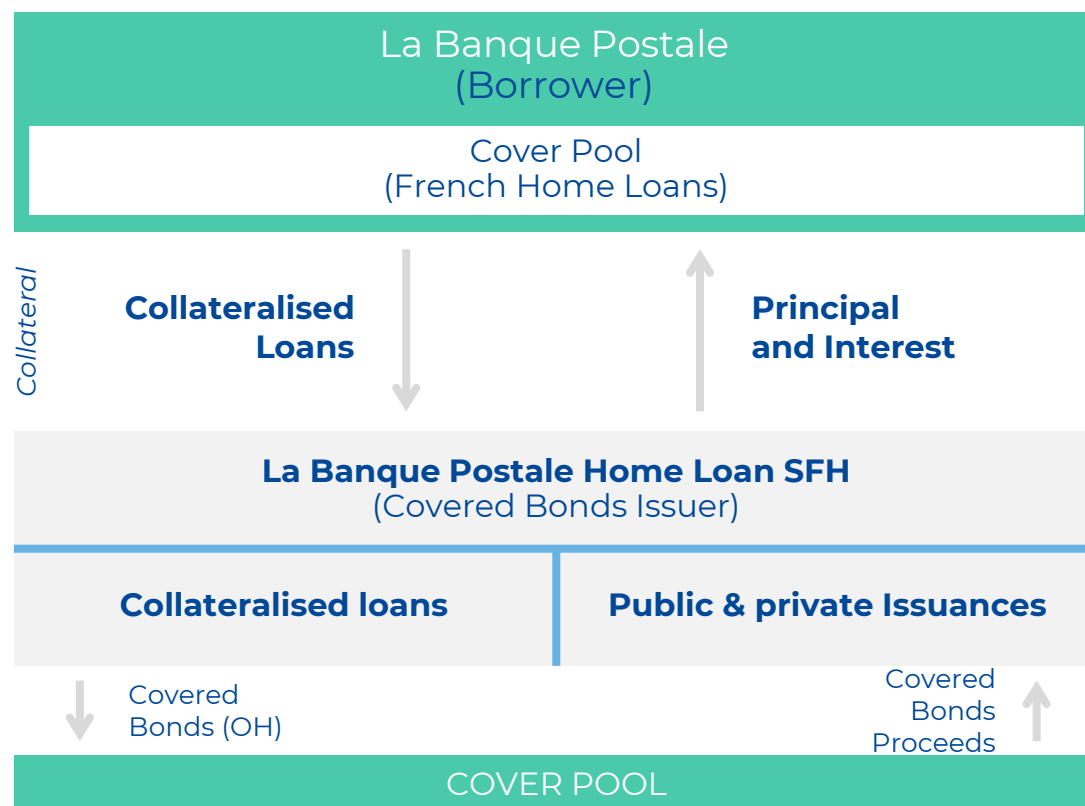 La Banque Postale
(Borrower)
Cover Pool
(French Home Loans)
Collateral
Collateralised
Loans
Principal
and Interest
La Banque Postale Home Loan SFH
(Covered Bonds Issuer)
Collateralised loans
Public & private Issuances
Covered
Bonds (OH)
Covered
Bonds
Proceeds
COVER POOL